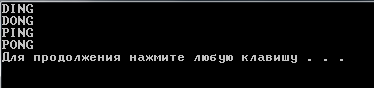 DING
DONG
PING
PONG
Для продолжения нажмите любую клавишу . . .